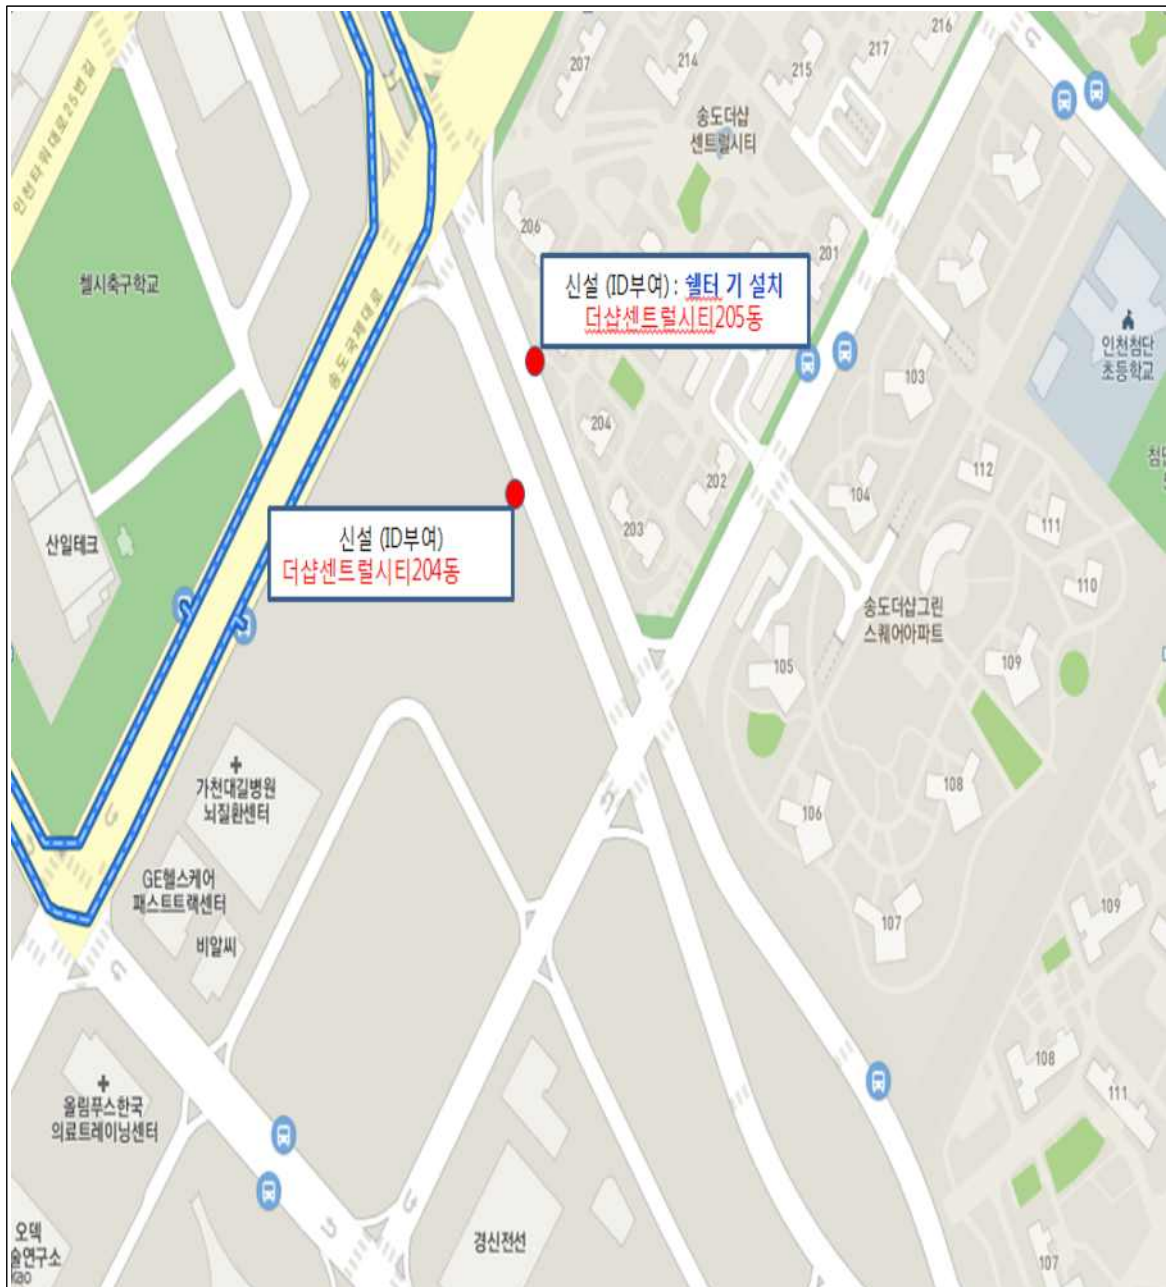 216
207
214
217
215
인천타워대로25번길
송도더샵
센트럴시티
206
201
첼시축구학교
신설 (ID부여) : 쉘터 기 설치
더샵센트럴시티205동
송도국제대로
인천첨단
초등학교
103
204
112
202
104
111
203
산일테크
신설 (ID부여)
더샵센트럴시티204동
110
송도더샵그린
스퀘어아파트
105
109
가천대길병원
뇌질환센터
108
106
GE헬스케어
패스트트랙센터
109
107
비알씨
108
올림푸스한국
의료트레이닝센터
111
오덱
술연구소
경신전선
107